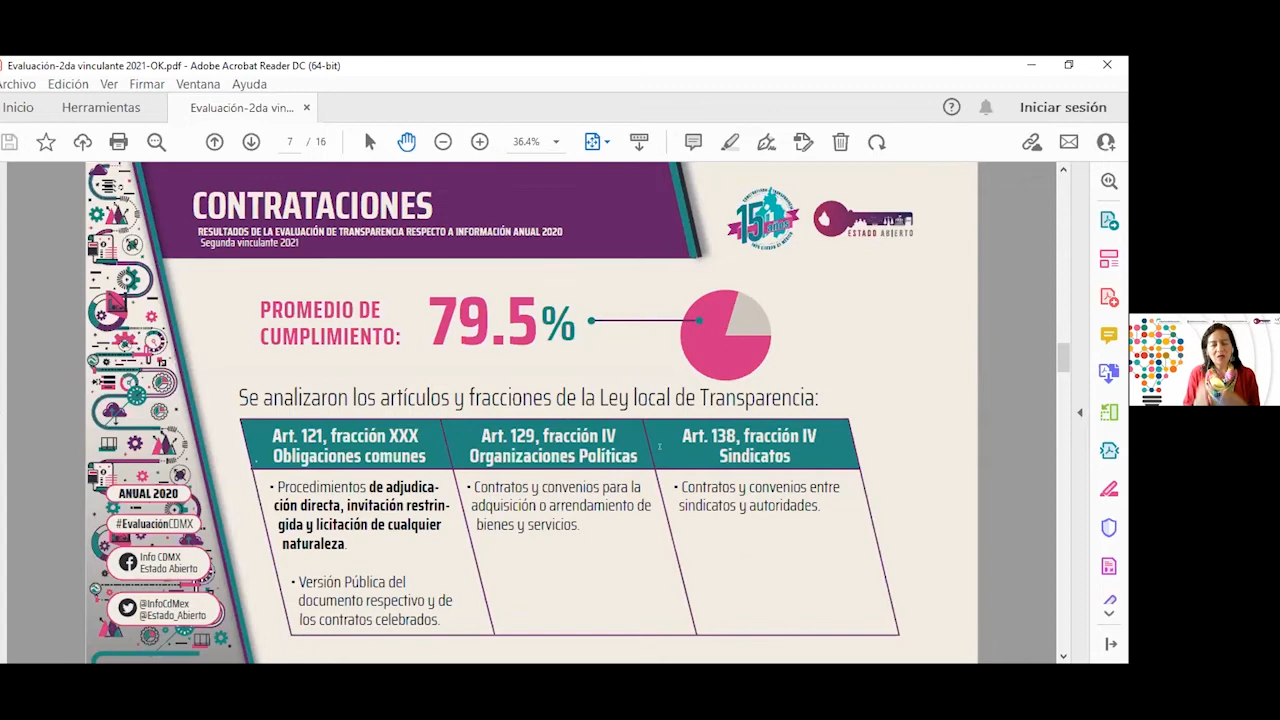 Evaluación-2da vinculante 2021-OK.pdf - Adobe Acrobat Reader DC (64-bit)
Archivo Edición Ver Firmar Ventana Ayuda
Inicio Herramientas Evaluación-2da vin... ×
Iniciar sesión
7 / 16
36.4%
CONTRATACIONES
RESULTADOS DE LA EVALUACIÓN DE TRANSPARENCIA RESPECTO A INFORMACIÓN ANUAL 2020
Segunda vinculante 2021
15
años
ESTADO ABIERTO
PROMEDIO DE
CUMPLIMIENTO:
79.5%
Se analizaron los artículos y fracciones de la Ley local de Transparencia:
Art. 121, fracción XXX
Obligaciones comunes
• Procedimientos de adjudica-
ción directa, invitación restrin-
gida y licitación de cualquier
naturaleza.
• Versión Pública del
documento respectivo y de
los contratos celebrados.
Art. 129, fracción IV
Organizaciones Políticas
• Contratos y convenios para la
adquisición o arrendamiento de
bienes y servicios.
Art. 138, fracción IV
Sindicatos
• Contratos y convenios entre
sindicatos y autoridades.
ANUAL 2020
#EvaluaciónCDMX
Info CDMX
Estado Abierto
@InfoCdMex
@Estado_Abierto